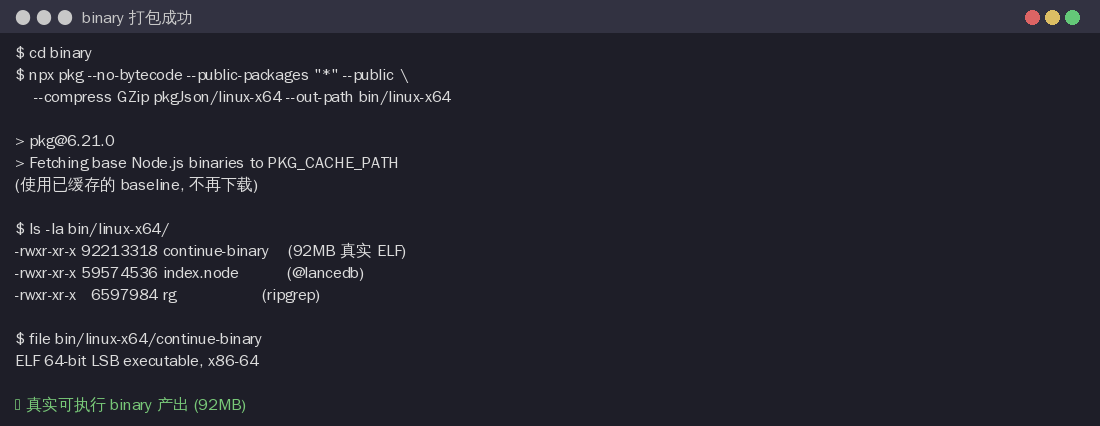 binary 打包成功
$ cd binary
$ npx pkg --no-bytecode --public-packages "*" --public \
--compress GZip pkgJson/linux-x64 --out-path bin/linux-x64
> pkg@6.21.0
> Fetching base Node.js binaries to PKG_CACHE_PATH
(使用已缓存的 baseline, 不再下载)
$ ls -la bin/linux-x64/
-rwxr-xr-x 92213318 continue-binary (92MB 真实 ELF)
-rwxr-xr-x 59574536 index.node (@lancedb)
-rwxr-xr-x 6597984 rg (ripgrep)
$ file bin/linux-x64/continue-binary
ELF 64-bit LSB executable, x86-64
真实可执行 binary 产出 (92MB)